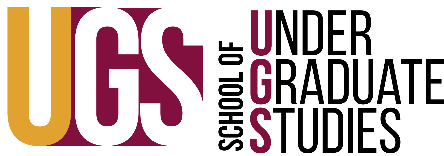 UGS
SCHOOL OF
UNDER
GRADUATE
STUDIES